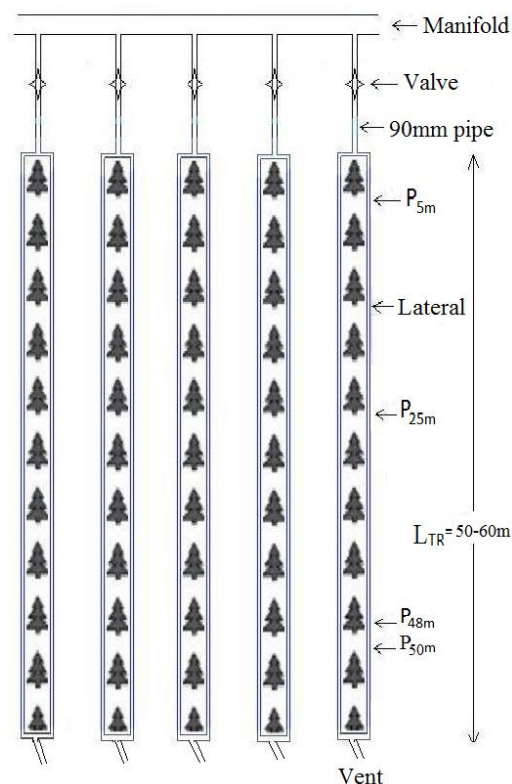 Manifold
Valve
90mm pipe
P5m
Lateral
P25m
LTR = 50-60m
P48m
P50m
Vent